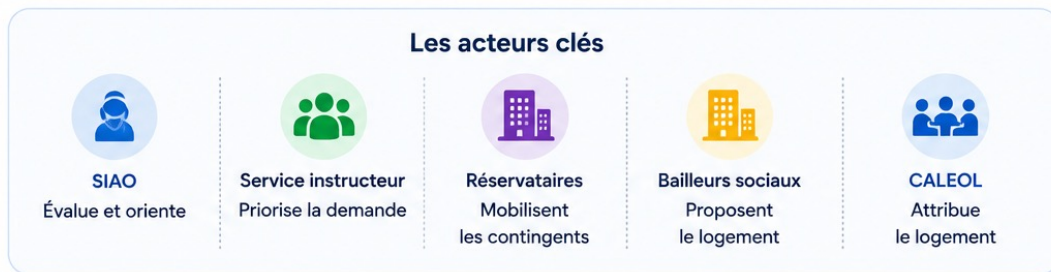 Les acteurs clés
SIAO
Évalue et oriente
Service instructeur
Priorise la demande
Réservataires
Mobilisent
les contingents
Bailleurs sociaux
Proposent
le logement
CALEOL
Attribue
le logement